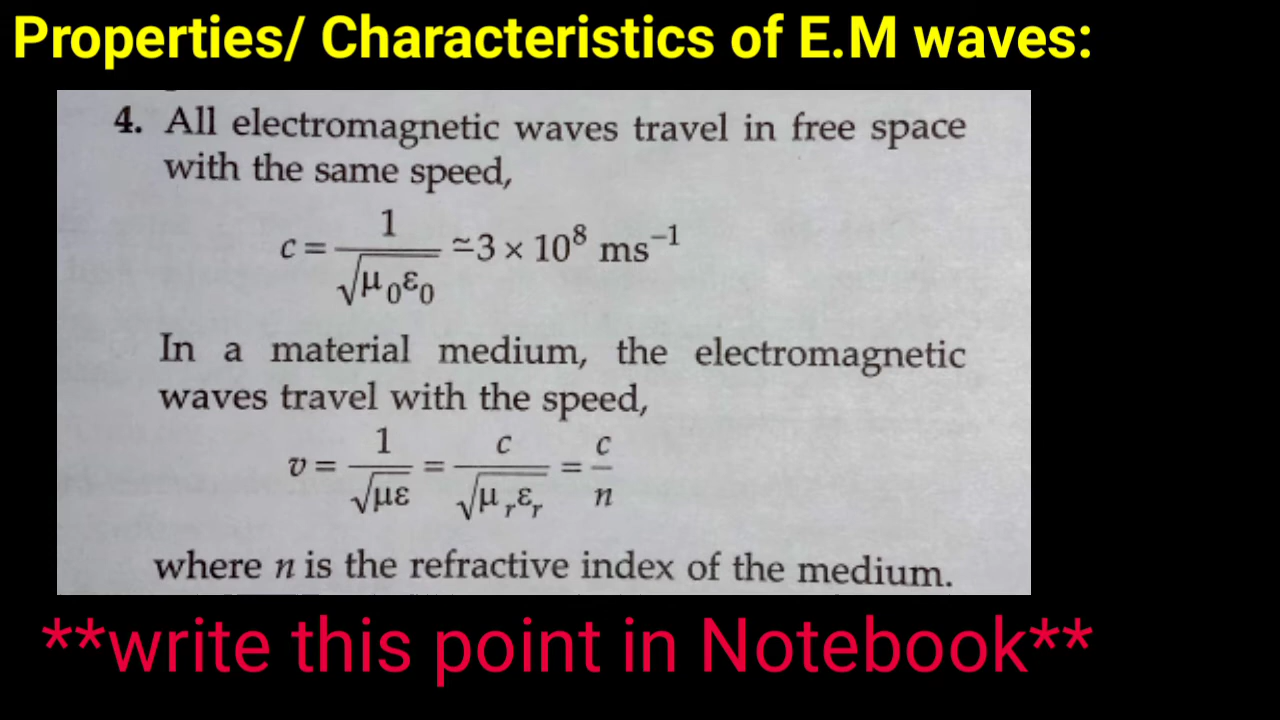 Properties/ Characteristics of E.M waves:
4. All electromagnetic waves travel in free space
with the same speed,
c = 1/√μ₀ε₀ ≃3 × 10⁸ ms⁻¹
In a material medium, the electromagnetic
waves travel with the speed,
v = 1/√με = c/√μᵣεᵣ = c/n
where n is the refractive index of the medium.
**write this point in Notebook**